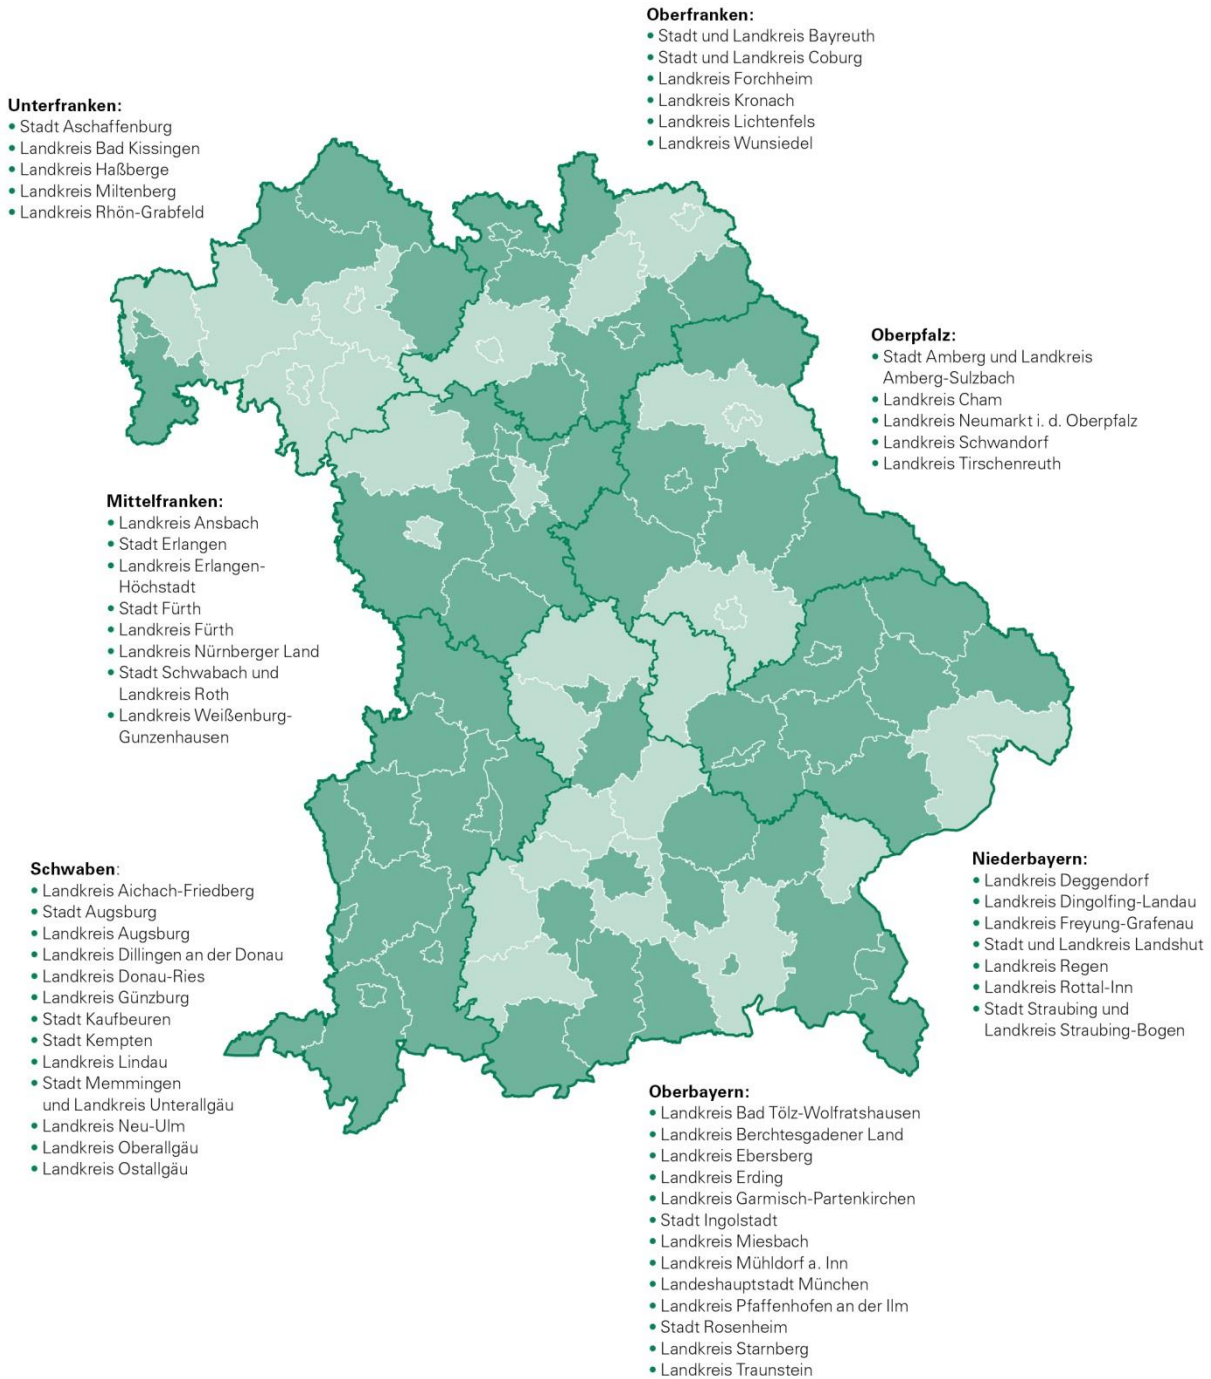 Oberfranken:
• Stadt und Landkreis Bayreuth
• Stadt und Landkreis Coburg
• Landkreis Forchheim
• Landkreis Kronach
• Landkreis Lichtenfels
• Landkreis Wunsiedel
Unterfranken:
• Stadt Aschaffenburg
• Landkreis Bad Kissingen
• Landkreis Haßberge
• Landkreis Miltenberg
• Landkreis Rhön-Grabfeld
Oberpfalz:
• Stadt Amberg und Landkreis
Amberg-Sulzbach
• Landkreis Cham
• Landkreis Neumarkt i. d. Oberpfalz
• Landkreis Schwandorf
• Landkreis Tirschenreuth
Mittelfranken:
• Landkreis Ansbach
• Stadt Erlangen
• Landkreis Erlangen-
Höchstadt
• Stadt Fürth
• Landkreis Fürth
• Landkreis Nürnberger Land
• Stadt Schwabach und
Landkreis Roth
• Landkreis Weißenburg-
Gunzenhausen
Schwaben:
• Landkreis Aichach-Friedberg
• Stadt Augsburg
• Landkreis Augsburg
• Landkreis Dillingen an der Donau
• Landkreis Donau-Ries
• Landkreis Günzburg
• Stadt Kaufbeuren
• Stadt Kempten
• Landkreis Lindau
• Stadt Memmingen
und Landkreis Unterallgäu
• Landkreis Neu-Ulm
• Landkreis Oberallgäu
• Landkreis Ostallgäu
Niederbayern:
• Landkreis Deggendorf
• Landkreis Dingolfing-Landau
• Landkreis Freyung-Grafenau
• Stadt und Landkreis Landshut
• Landkreis Regen
• Landkreis Rottal-Inn
• Stadt Straubing und
Landkreis Straubing-Bogen
Oberbayern:
• Landkreis Bad Tölz-Wolfratshausen
• Landkreis Berchtesgadener Land
• Landkreis Ebersberg
• Landkreis Erding
• Landkreis Garmisch-Partenkirchen
• Stadt Ingolstadt
• Landkreis Miesbach
• Landkreis Mühldorf a. Inn
• Landeshauptstadt München
• Landkreis Pfaffenhofen an der Ilm
• Stadt Rosenheim
• Landkreis Starnberg
• Landkreis Traunstein